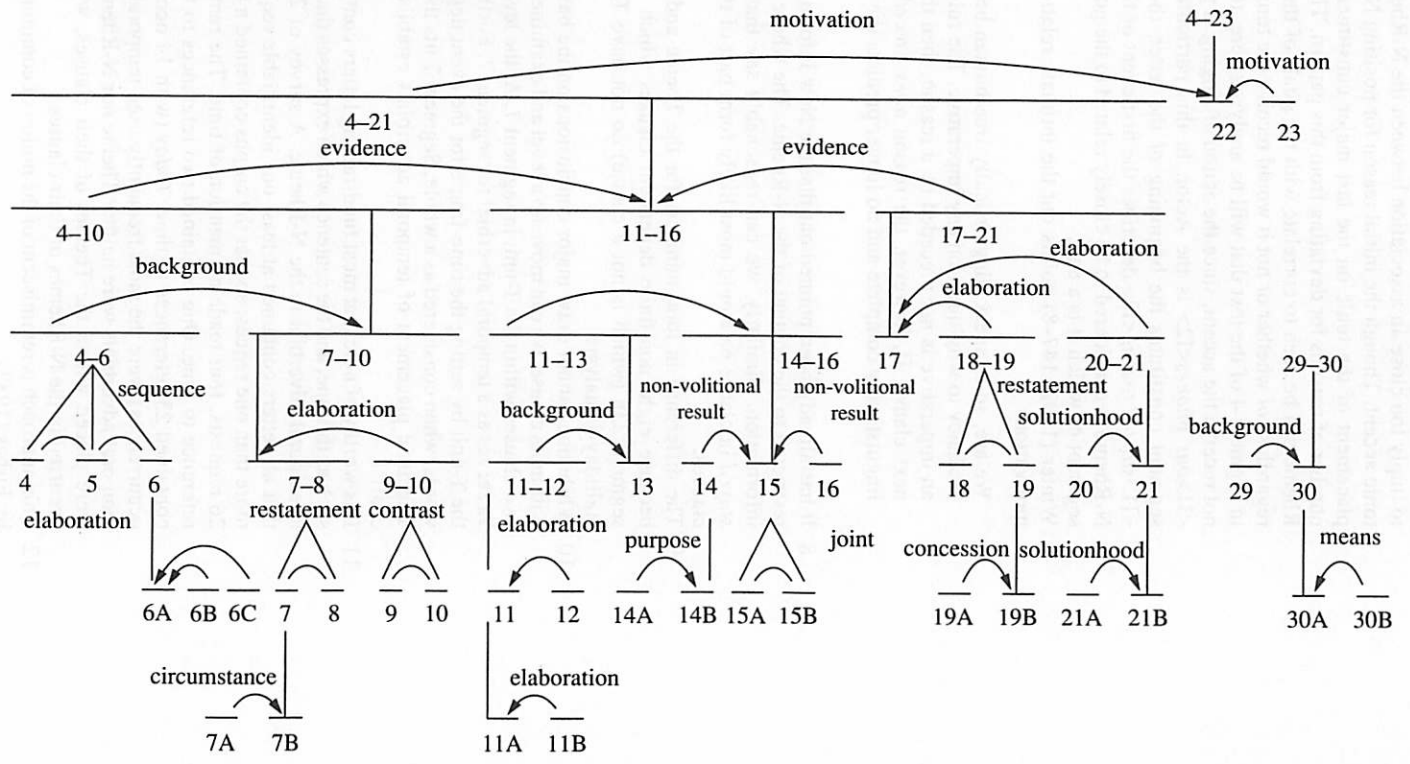 motivation 4–23
motivation
4–21 22 23
evidence evidence
4–10 11–16 17–21
background elaboration
elaboration
4–6 7–10 11–13 14–16 17 18–19 20–21 29–30
sequence non-volitional non-volitional restatement
elaboration background result result solutionhood background
4 5 6 7–8 9–10 11–12 13 14 15 16 18 19 20 21 29 30
elaboration restatement contrast elaboration purpose joint concession solutionhood means
6A 6B 6C 7 8 9 10 11 12 14A 14B 15A 15B 19A 19B 21A 21B 30A 30B
circumstance elaboration
7A 7B 11A 11B